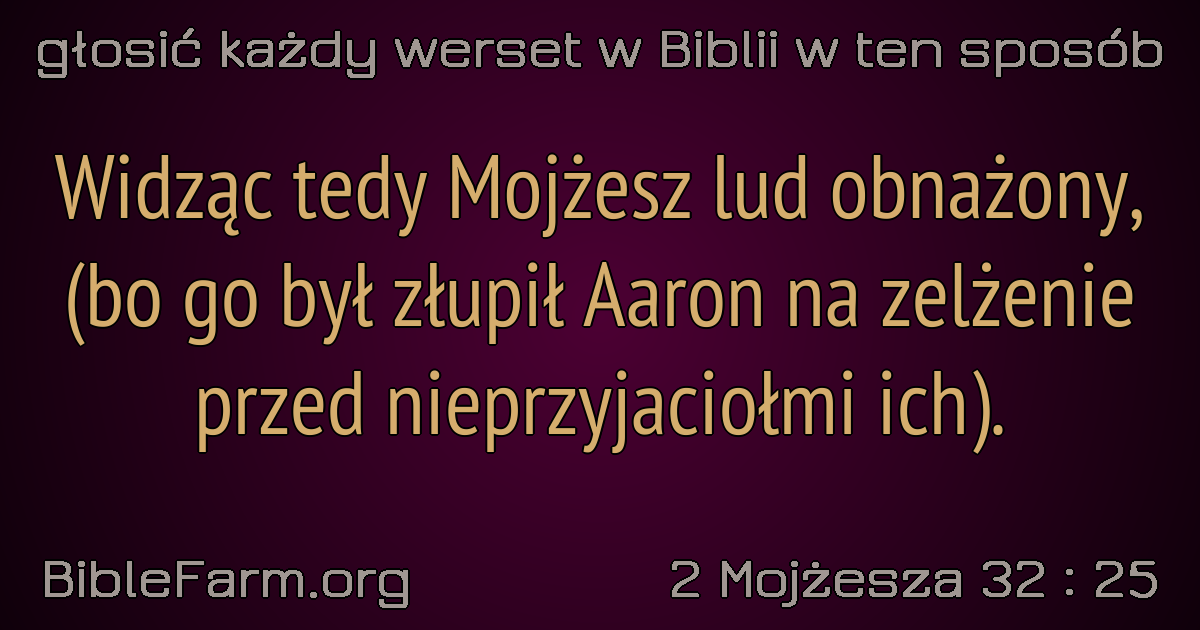 głosić każdy werset w Biblii w ten sposób
Widząc tedy Mojżesz lud obnażony,
(bo go był złupił Aaron na zelżenie
przed nieprzyjaciołmi ich).
BibleFarm.org
2 Mojżesza 32 : 25